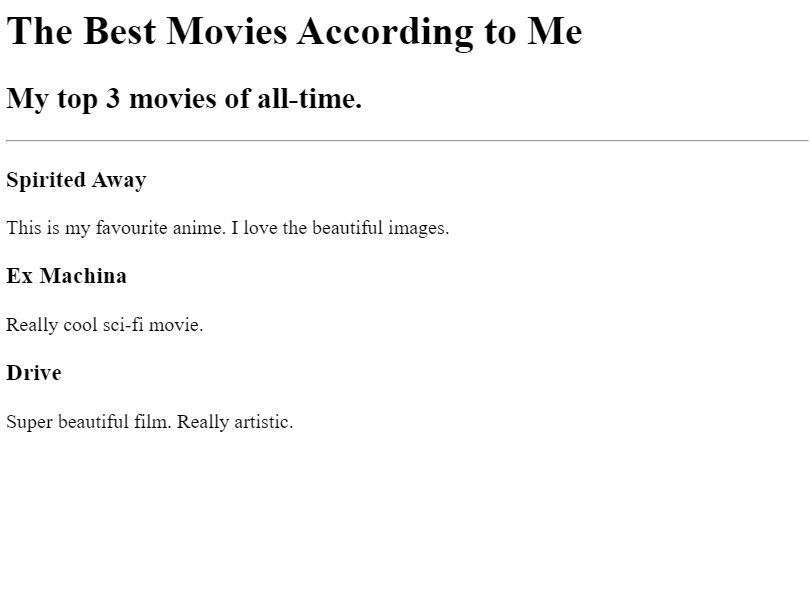 The Best Movies According to Me
My top 3 movies of all-time.
Spirited Away
This is my favourite anime. I love the beautiful images.
Ex Machina
Really cool sci-fi movie.
Drive
Super beautiful film. Really artistic.